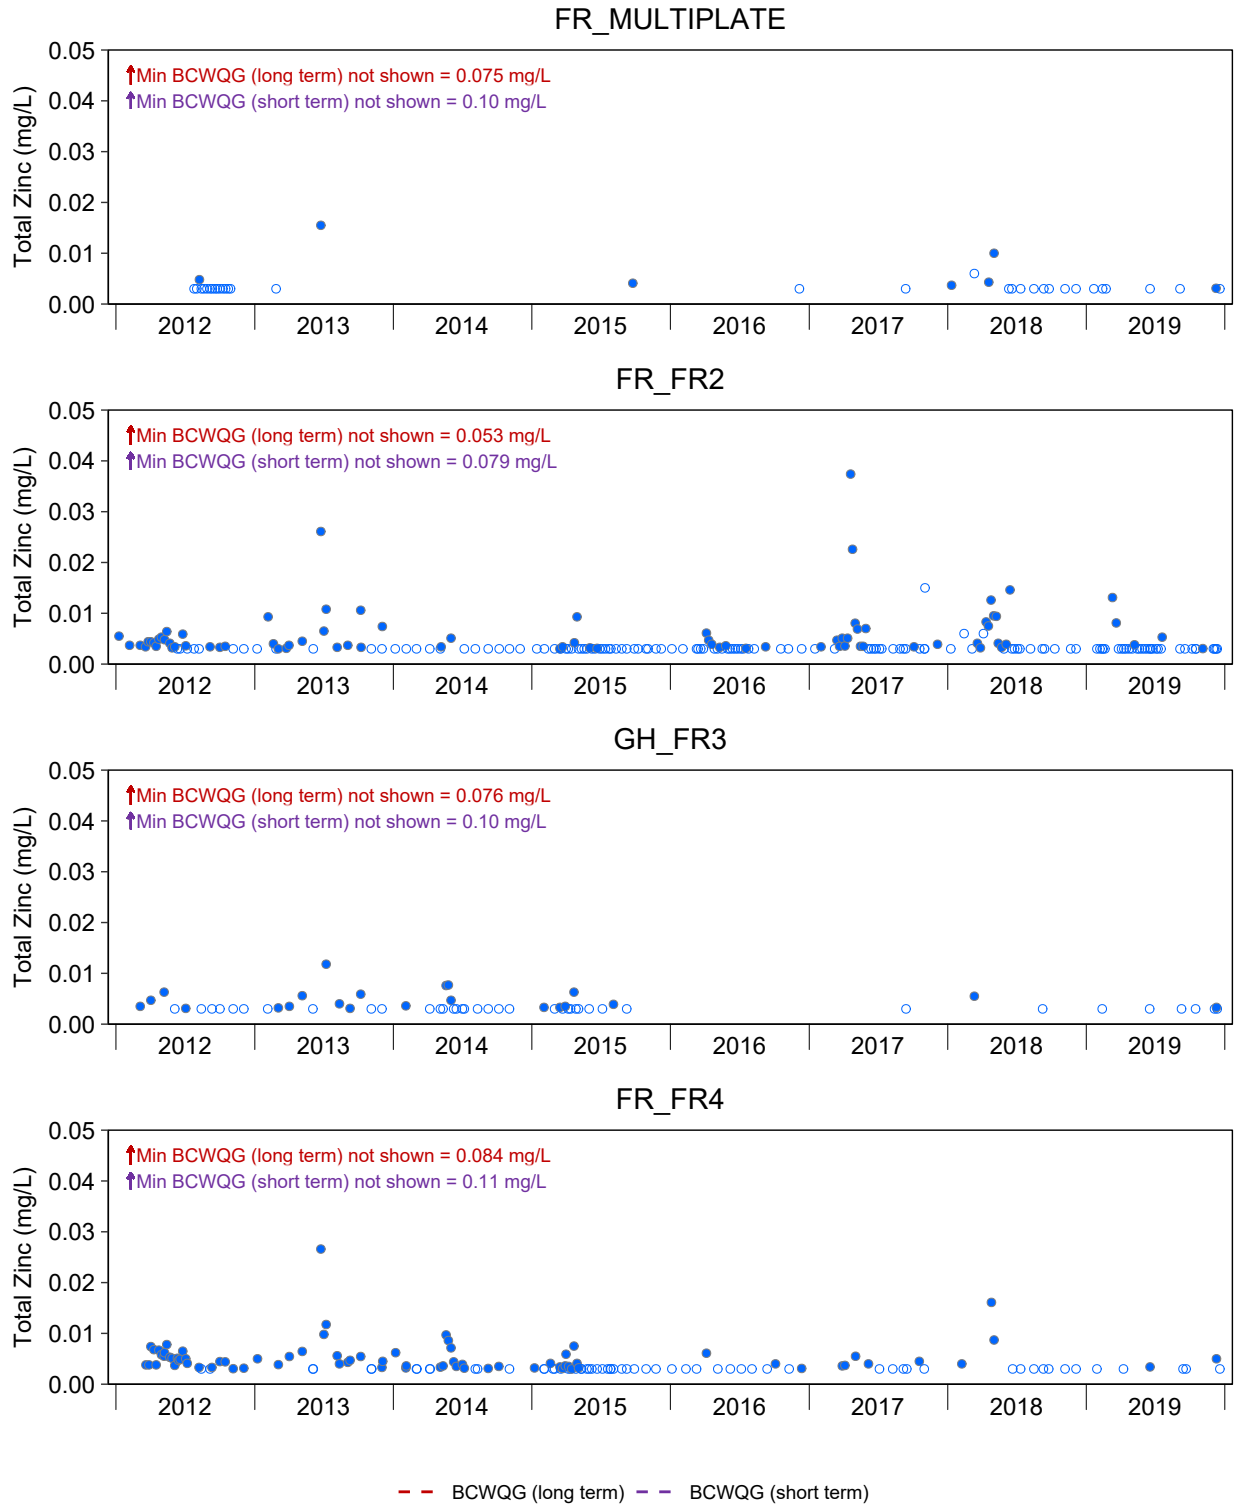 FR_MULTIPLATE
Total Zinc (mg/L)
0.05
0.04
0.03
0.02
0.01
0.00
Min BCWQG (long term) not shown = 0.075 mg/L
Min BCWQG (short term) not shown = 0.10 mg/L
2012 2013 2014 2015 2016 2017 2018 2019
FR_FR2
Total Zinc (mg/L)
0.05
0.04
0.03
0.02
0.01
0.00
Min BCWQG (long term) not shown = 0.053 mg/L
Min BCWQG (short term) not shown = 0.079 mg/L
2012 2013 2014 2015 2016 2017 2018 2019
GH_FR3
Total Zinc (mg/L)
0.05
0.04
0.03
0.02
0.01
0.00
Min BCWQG (long term) not shown = 0.076 mg/L
Min BCWQG (short term) not shown = 0.10 mg/L
2012 2013 2014 2015 2016 2017 2018 2019
FR_FR4
Total Zinc (mg/L)
0.05
0.04
0.03
0.02
0.01
0.00
Min BCWQG (long term) not shown = 0.084 mg/L
Min BCWQG (short term) not shown = 0.11 mg/L
2012 2013 2014 2015 2016 2017 2018 2019
BCWQG (long term) BCWQG (short term)